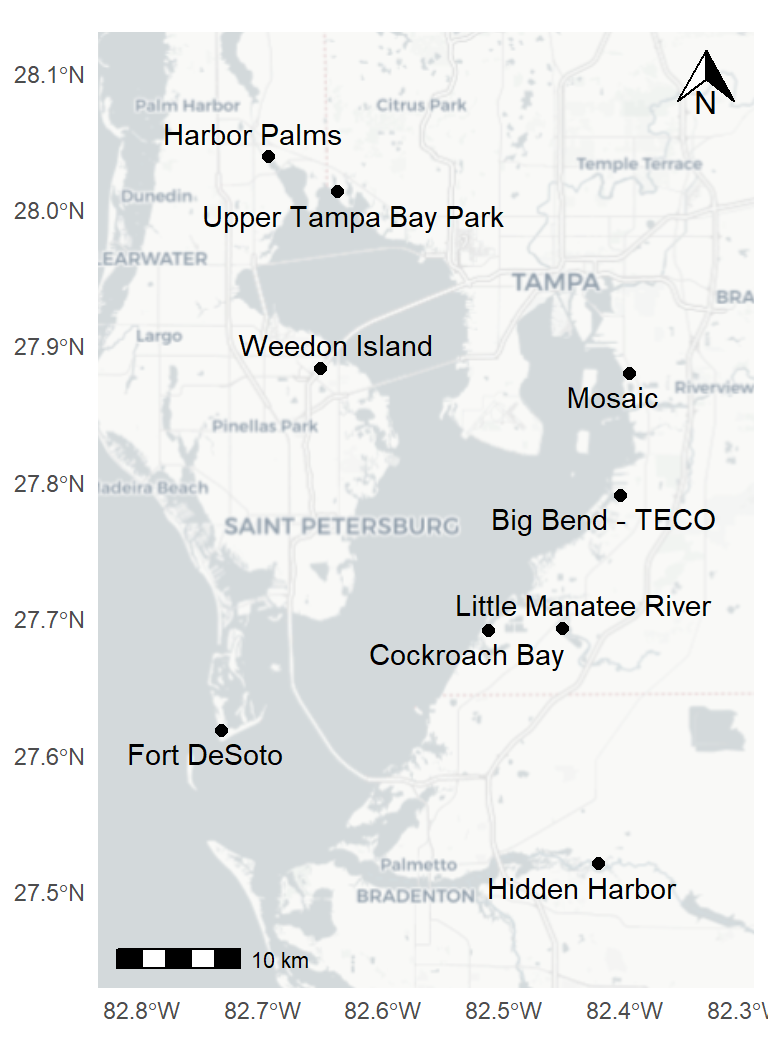 28.1°N
N
Palm Harbor
Citrus Park
Harbor Palms
Temple Terrace
Dunedin
28.0°N
Upper Tampa Bay Park
LEARWATER
TAMPA
BRA
Largo
27.9°N
Weedon Island
Mosaic
Riverview
Pinellas Park
27.8°N
Madeira Beach
Big Bend - TECO
SAINT PETERSBURG
Little Manatee River
27.7°N
Cockroach Bay
27.6°N
Fort DeSoto
Palmetto
27.5°N
Hidden Harbor
BRADENTON
10 km
82.8°W 82.7°W 82.6°W 82.5°W 82.4°W 82.3°W